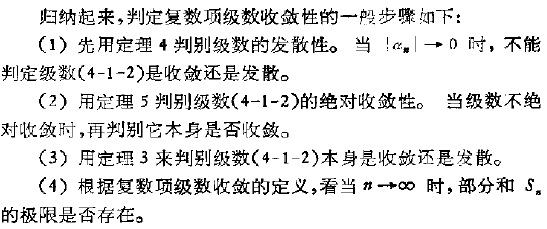 归纳起来,判定复数项级数收敛性的一般步骤如下:
(1) 先用定理4判别级数的发散性。当 |αₙ|→0 时,不能
判定级数(4-1-2)是收敛还是发散。
(2) 用定理5判别级数(4-1-2)的绝对收敛性。当级数不绝
对收敛时,再判别它本身是否收敛。
(3) 用定理3来判别级数(4-1-2)本身是收敛还是发散。
(4) 根据复数项级数收敛的定义,看当 n→∞ 时,部分和 Sₙ
的极限是否存在。